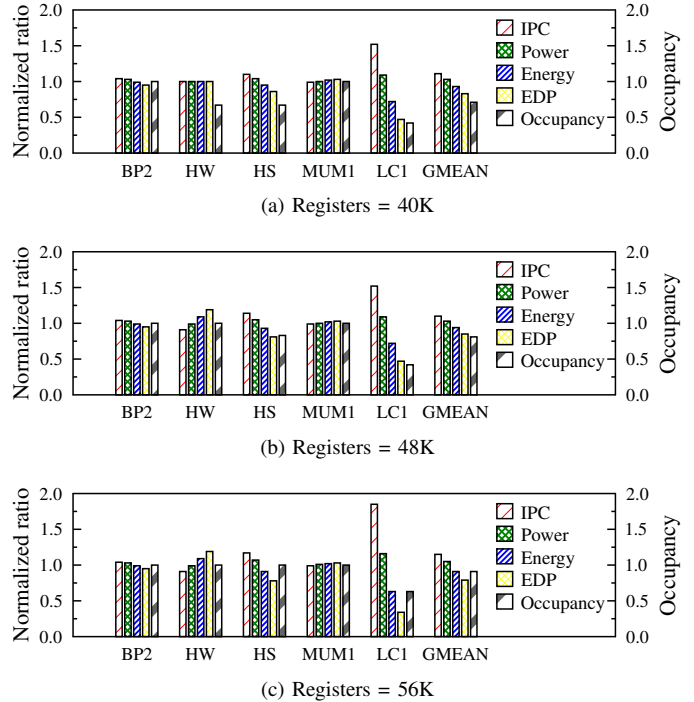 2.0
1.5
1.0
0.5
0.0
Normalized ratio
BP2 HW HS MUM1 LC1 GMEAN
IPC
Power
Energy
EDP
Occupancy
2.0
1.5
1.0
0.5
0.0
Occupancy
(a) Registers = 40K
2.0
1.5
1.0
0.5
0.0
Normalized ratio
BP2 HW HS MUM1 LC1 GMEAN
IPC
Power
Energy
EDP
Occupancy
2.0
1.5
1.0
0.5
0.0
Occupancy
(b) Registers = 48K
2.0
1.5
1.0
0.5
0.0
Normalized ratio
BP2 HW HS MUM1 LC1 GMEAN
IPC
Power
Energy
EDP
Occupancy
2.0
1.5
1.0
0.5
0.0
Occupancy
(c) Registers = 56K